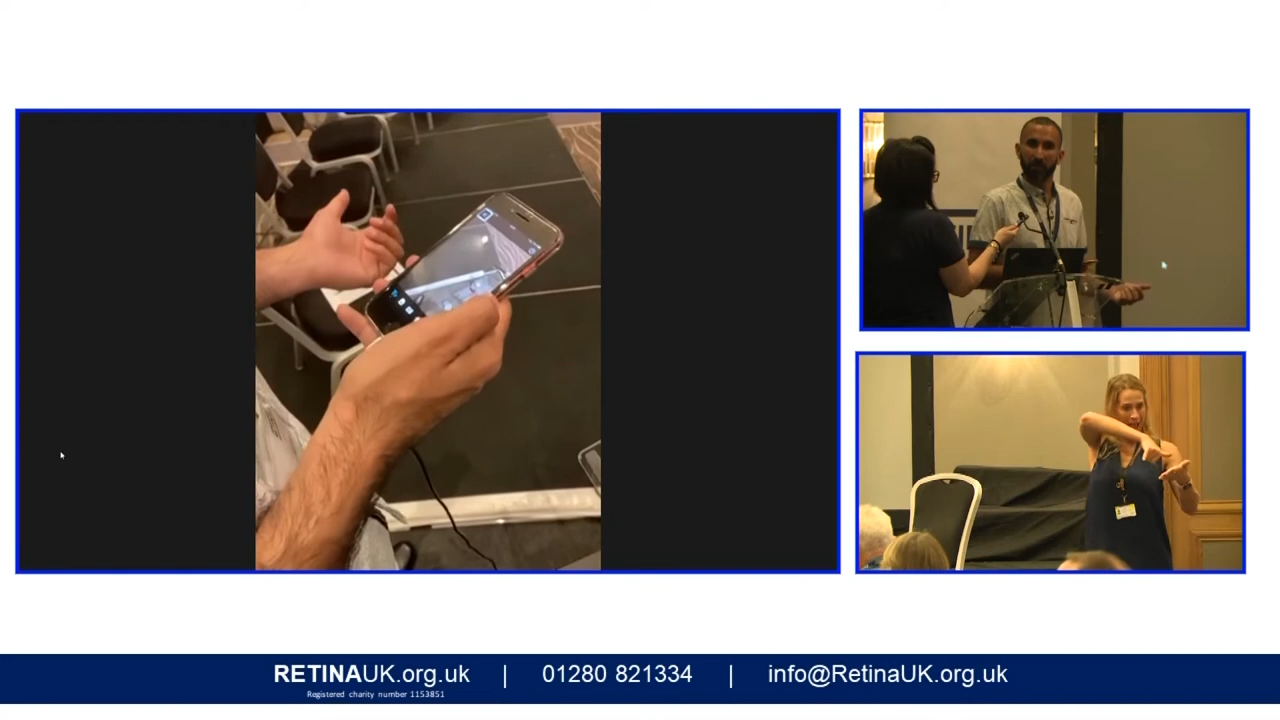 RETINAUK.org.uk | 01280 821334 | info@RetinaUK.org.uk
Registered charity number 1153851